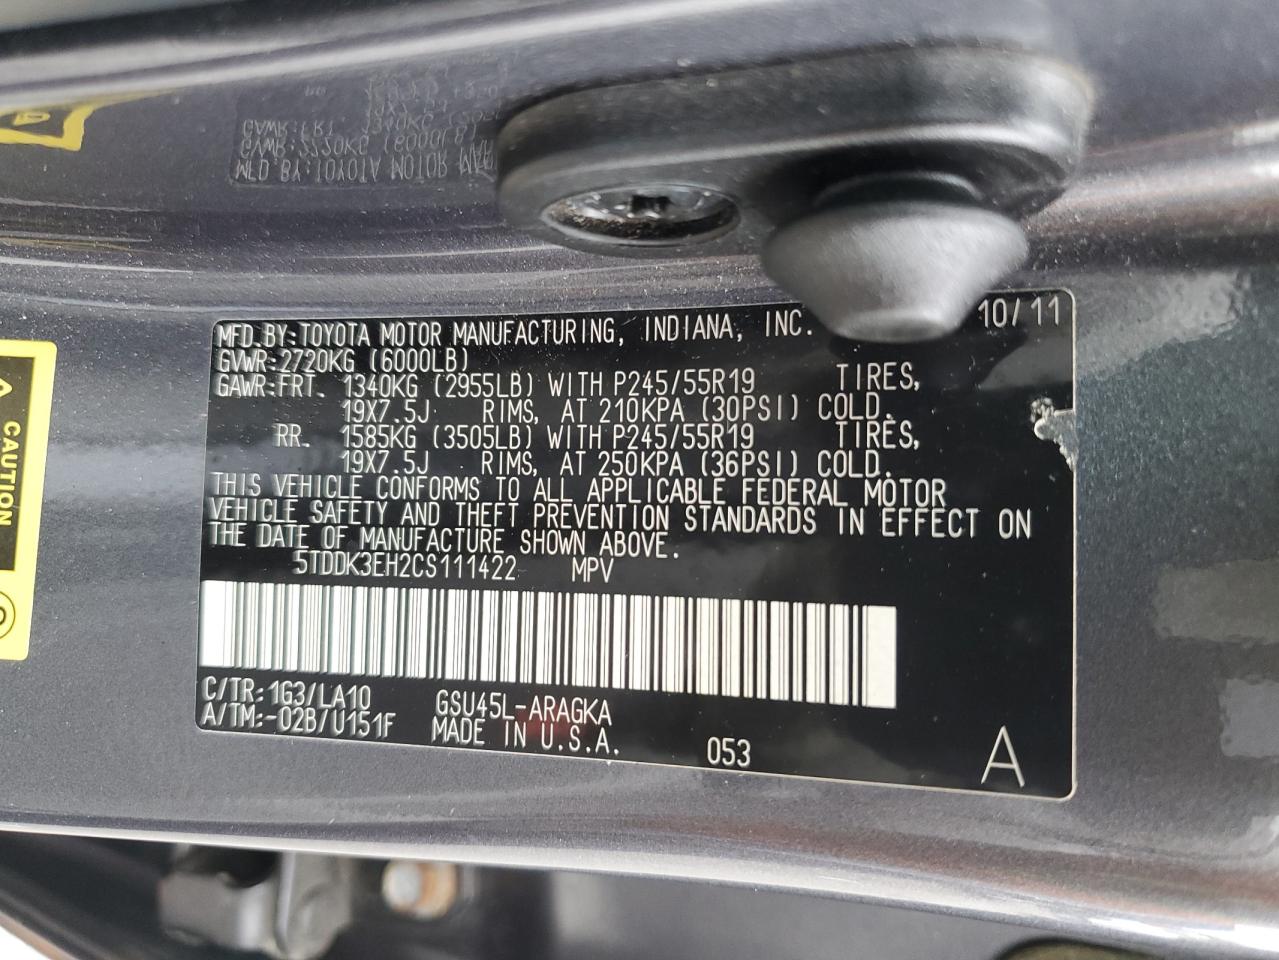 10/11
MFD.BY:TOYOTA MOTOR MANUFACTURING, INDIANA, INC.
GVWR:2720KG (6000LB)
GAWR:FRT. 1340KG (2955LB) WITH P245/55R19 TIRES,
19X7.5J RIMS, AT 210KPA (30PSI) COLD.
RR. 1585KG (3505LB) WITH P245/55R19 TIRES,
19X7.5J RIMS, AT 250KPA (36PSI) COLD.
THIS VEHICLE CONFORMS TO ALL APPLICABLE FEDERAL MOTOR
VEHICLE SAFETY AND THEFT PREVENTION STANDARDS IN EFFECT ON
THE DATE OF MANUFACTURE SHOWN ABOVE.
5TDDK3EH2CS111422 MPV
C/TR:1G3/LA10 GSU45L-ARAGKA
A/TM:-02B/U151F MADE IN U.S.A. 053 A
CAUTION